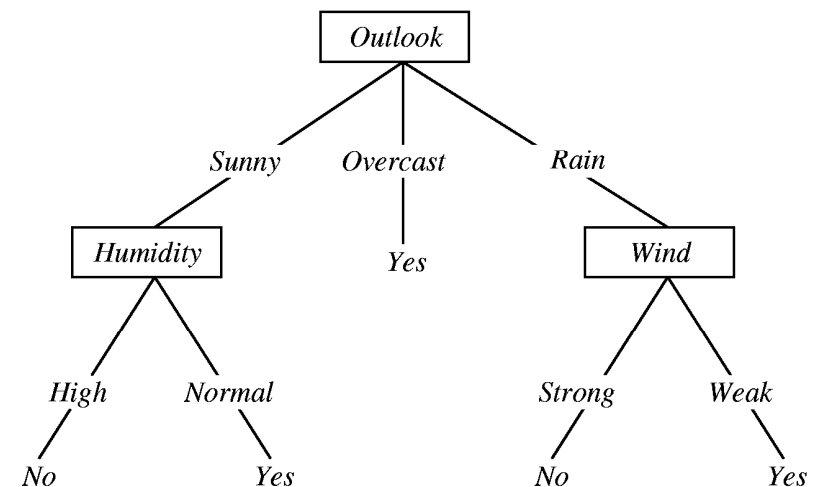 Outlook
Sunny Overcast Rain
Humidity Yes Wind
High Normal Strong Weak
No Yes No Yes